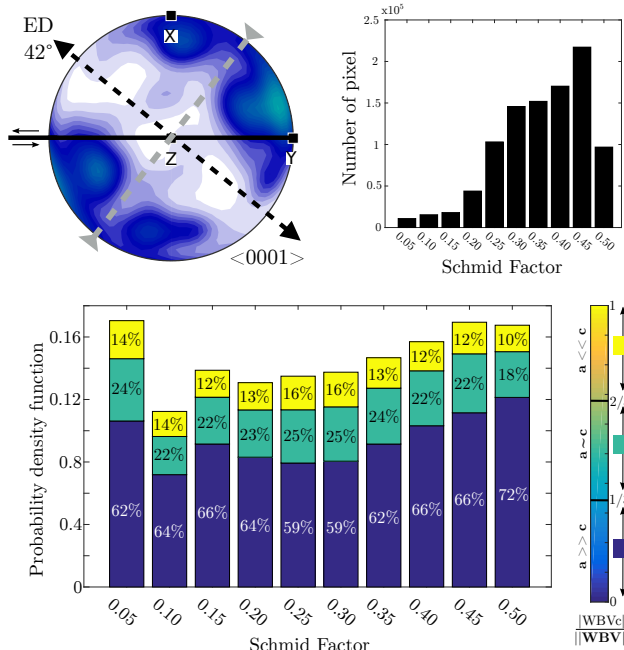 ED
42°
X
Z
Y
<0001>
×10⁵
2.5
2
1.5
1
0.5
0
Number of pixel
0.05 0.10 0.15 0.20 0.25 0.30 0.35 0.40 0.45 0.50
Schmid Factor
Probability density function
0.16
0.12
0.8
0.4
0
14% 14% 12% 13% 16% 16% 13% 12% 12% 10%
24% 22% 22% 23% 25% 25% 24% 22% 22% 18%
62% 64% 66% 64% 59% 59% 62% 66% 66% 72%
0.05 0.10 0.15 0.20 0.25 0.30 0.35 0.40 0.45 0.50
Schmid Factor
a << c
a~c
a >> c
1
2/
1/
0
|WBVc|
||WBV|